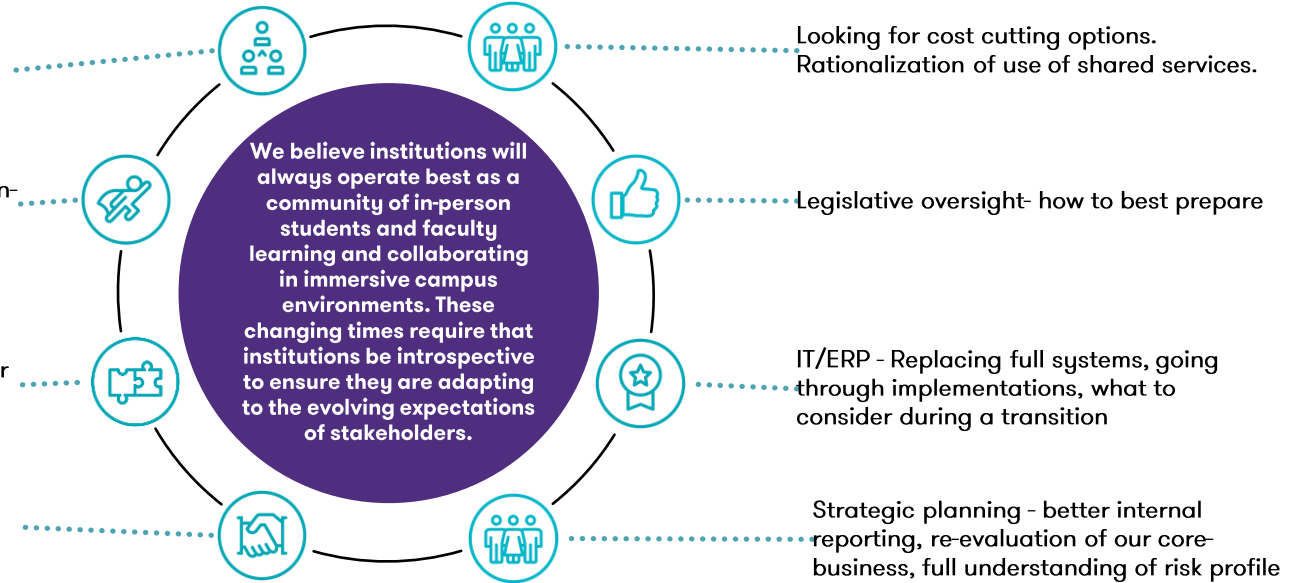 Looking for cost cutting options.
Rationalization of use of shared services.
We believe institutions will
always operate best as a
community of in-person
students and faculty
learning and collaborating
in immersive campus
environments. These
changing times require that
institutions be introspective
to ensure they are adapting
to the evolving expectations
of stakeholders.
n-
r
Legislative oversight- how to best prepare
IT/ERP - Replacing full systems, going
through implementations, what to
consider during a transition
Strategic planning - better internal
reporting, re-evaluation of our core-
business, full understanding of risk profile